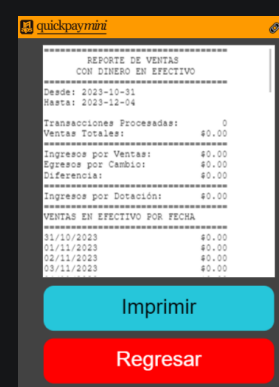 quickpaymini
REPORTE DE VENTAS
CON DINERO EN EFECTIVO
Desde: 2023-10-31
Hasta: 2023-12-04
Transacciones Procesadas: 0
Ventas Totales: $0.00
Ingresos por Ventas: $0.00
Egresos por Cambio: $0.00
Diferencia: $0.00
Ingresos por Dotación: $0.00
VENTAS EN EFECTIVO POR FECHA
31/10/2023 $0.00
01/11/2023 $0.00
02/11/2023 $0.00
03/11/2023 $0.00
Imprimir
Regresar